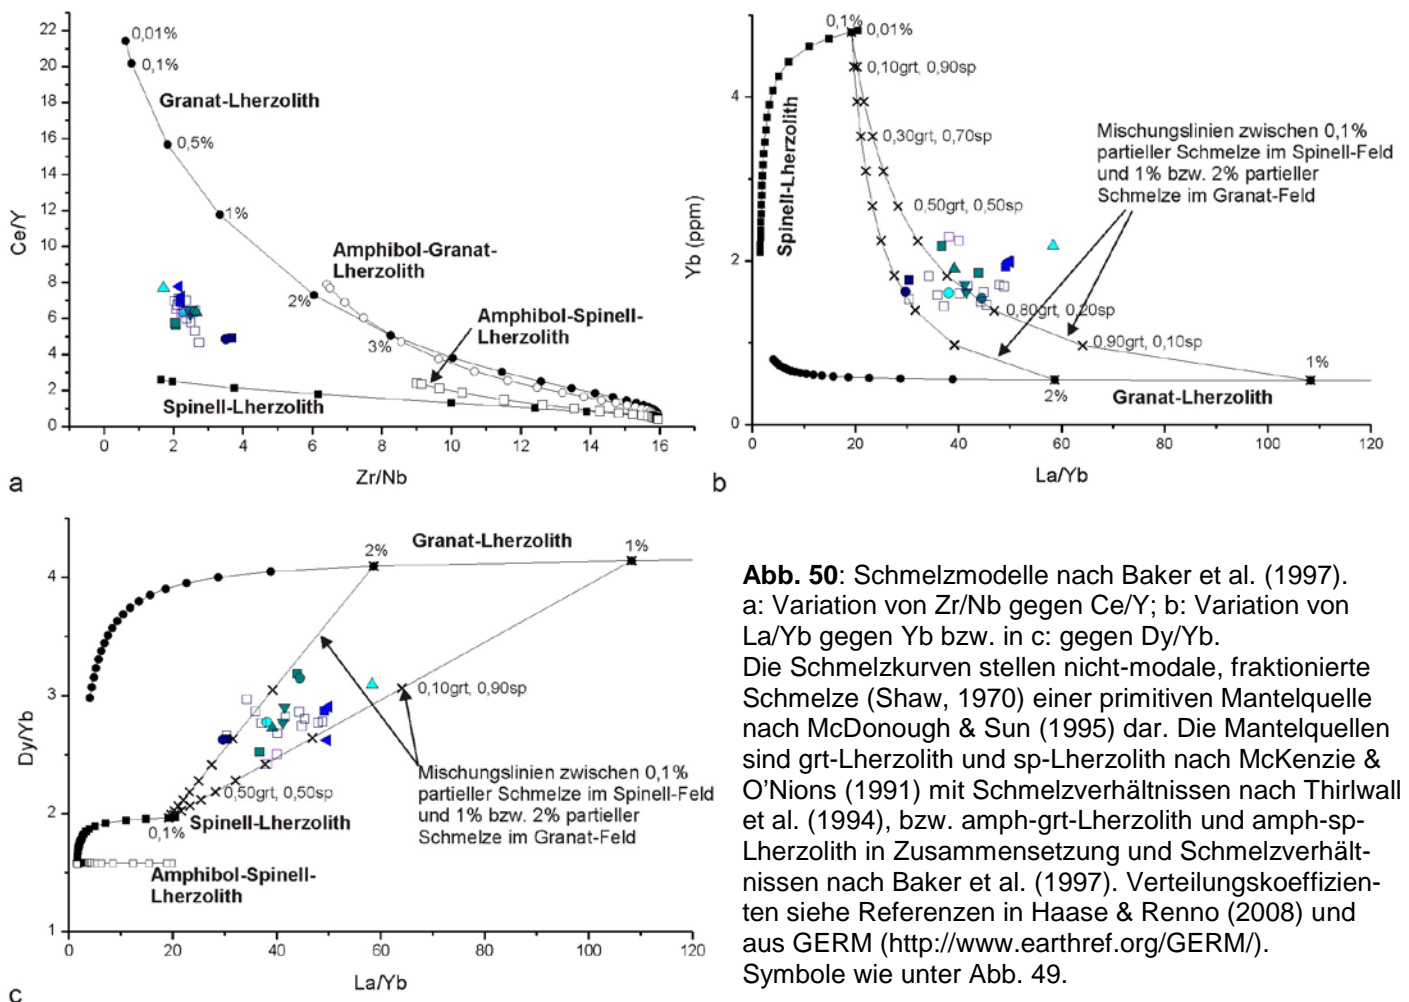 22
20
18
16
14
12
10
8
6
4
2
0
Ce/Y
0,01%
0,1%
Granat-Lherzolith
0,5%
1%
2%
3%
Amphibol-Granat-
Lherzolith
Amphibol-Spinell-
Lherzolith
Spinell-Lherzolith
0
2
4
6
8
10
12
14
16
Zr/Nb
a
4
2
0
Yb (ppm)
0,1%
0,01%
0,10grt, 0,90sp
0,30grt, 0,70sp
0,50grt, 0,50sp
0,80grt, 0,20sp
0,90grt, 0,10sp
Spinell-Lherzolith
Mischungslinien zwischen 0,1%
partieller Schmelze im Spinell-Feld
und 1% bzw. 2% partieller
Schmelze im Granat-Feld
1%
2%
Granat-Lherzolith
0
20
40
60
80
100
120
La/Yb
b
4
3
2
1
Dy/Yb
Granat-Lherzolith
2%
1%
0,10grt, 0,90sp
0,50grt, 0,50sp
Mischungslinien zwischen 0,1%
partieller Schmelze im Spinell-Feld
und 1% bzw. 2% partieller
Schmelze im Granat-Feld
0,1%
Spinell-Lherzolith
Amphibol-Spinell-
Lherzolith
0
20
40
60
80
100
120
La/Yb
c
Abb. 50: Schmelzmodelle nach Baker et al. (1997).
a: Variation von Zr/Nb gegen Ce/Y; b: Variation von
La/Yb gegen Yb bzw. in c: gegen Dy/Yb.
Die Schmelzkurven stellen nicht-modale, fraktionierte
Schmelze (Shaw, 1970) einer primitiven Mantelquelle
nach McDonough & Sun (1995) dar. Die Mantelquellen
sind grt-Lherzolith und sp-Lherzolith nach McKenzie &
O'Nions (1991) mit Schmelzverhältnissen nach Thirlwall
et al. (1994), bzw. amph-grt-Lherzolith und amph-sp-
Lherzolith in Zusammensetzung und Schmelzverhält-
nissen nach Baker et al. (1997). Verteilungskoeffizien-
ten siehe Referenzen in Haase & Renno (2008) und
aus GERM (http://www.earthref.org/GERM/).
Symbole wie unter Abb. 49.